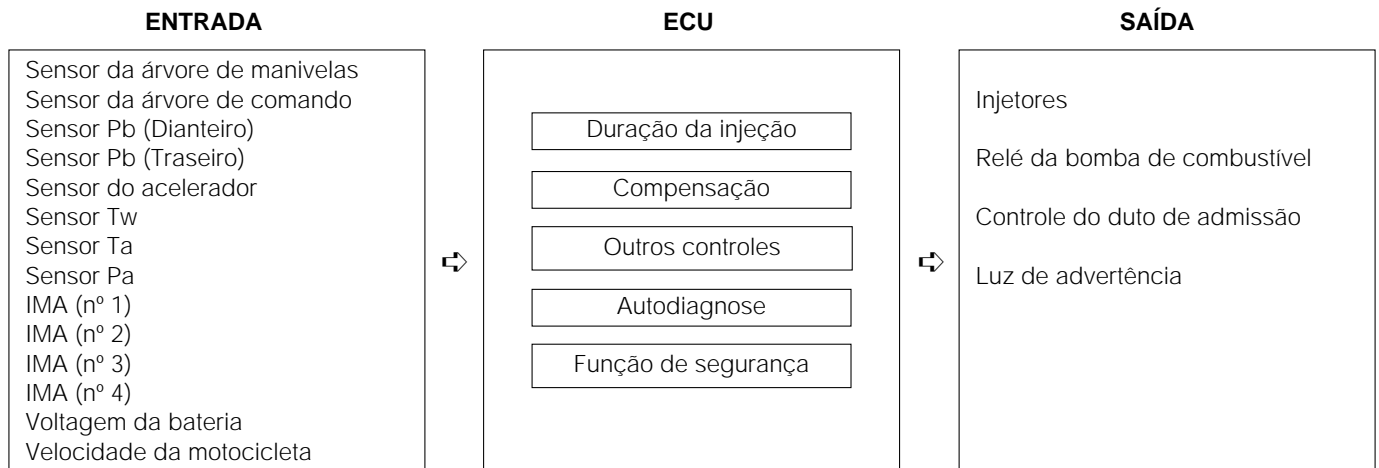 ENTRADA
Sensor da árvore de manivelas
Sensor da árvore de comando
Sensor Pb (Dianteiro)
Sensor Pb (Traseiro)
Sensor do acelerador
Sensor Tw
Sensor Ta
Sensor Pa
IMA (nº 1)
IMA (nº 2)
IMA (nº 3)
IMA (nº 4)
Voltagem da bateria
Velocidade da motocicleta
ECU
Duração da injeção
Compensação
Outros controles
Autodiagnose
Função de segurança
SAÍDA
Injetores
Relé da bomba de combustível
Controle do duto de admissão
Luz de advertência